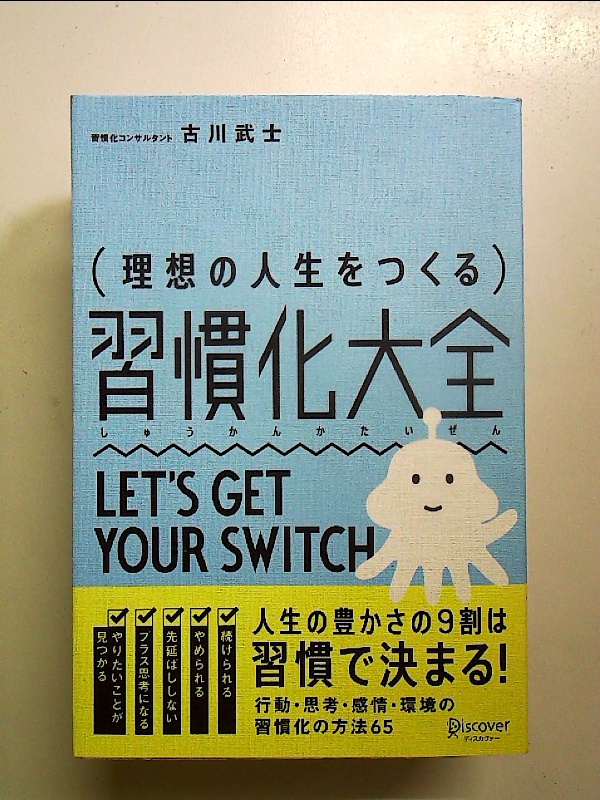 習慣化コンサルタント 古川武士
(理想の人生をつくる)
習慣化大全
しゅうかんかたいぜん
LET'S GET
YOUR SWITCH
続けられる
やめられる
先延ばししない
プラス思考になる
やりたいことが
見つかる
人生の豊かさの9割は
習慣で決まる!
行動・思考・感情・環境の
習慣化の方法65
Discover
ディスカヴァー